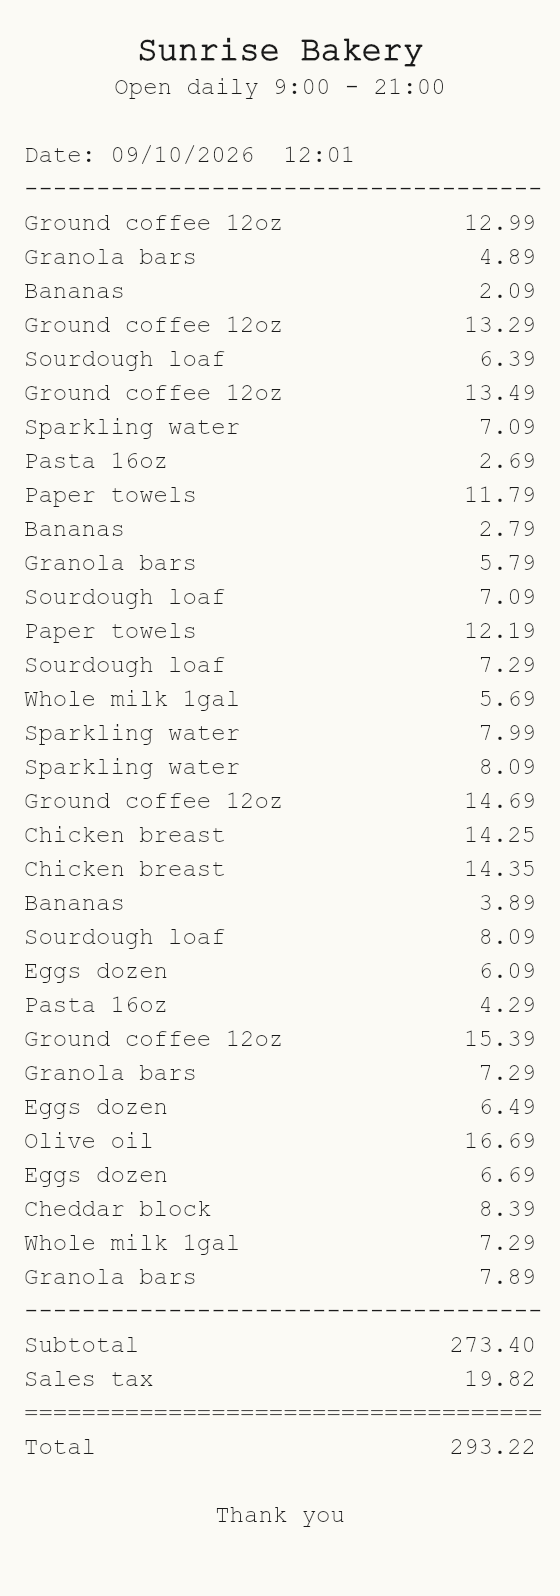 Sunrise Bakery
Open daily 9:00 - 21:00
Date: 09/10/2026  12:01
------------------------------------
Ground coffee 12oz 12.99
Granola bars 4.89
Bananas 2.09
Ground coffee 12oz 13.29
Sourdough loaf 6.39
Ground coffee 12oz 13.49
Sparkling water 7.09
Pasta 16oz 2.69
Paper towels 11.79
Bananas 2.79
Granola bars 5.79
Sourdough loaf 7.09
Paper towels 12.19
Sourdough loaf 7.29
Whole milk 1gal 5.69
Sparkling water 7.99
Sparkling water 8.09
Ground coffee 12oz 14.69
Chicken breast 14.25
Chicken breast 14.35
Bananas 3.89
Sourdough loaf 8.09
Eggs dozen 6.09
Pasta 16oz 4.29
Ground coffee 12oz 15.39
Granola bars 7.29
Eggs dozen 6.49
Olive oil 16.69
Eggs dozen 6.69
Cheddar block 8.39
Whole milk 1gal 7.29
Granola bars 7.89
------------------------------------
Subtotal 273.40
Sales tax 19.82
====================================
Total 293.22
Thank you